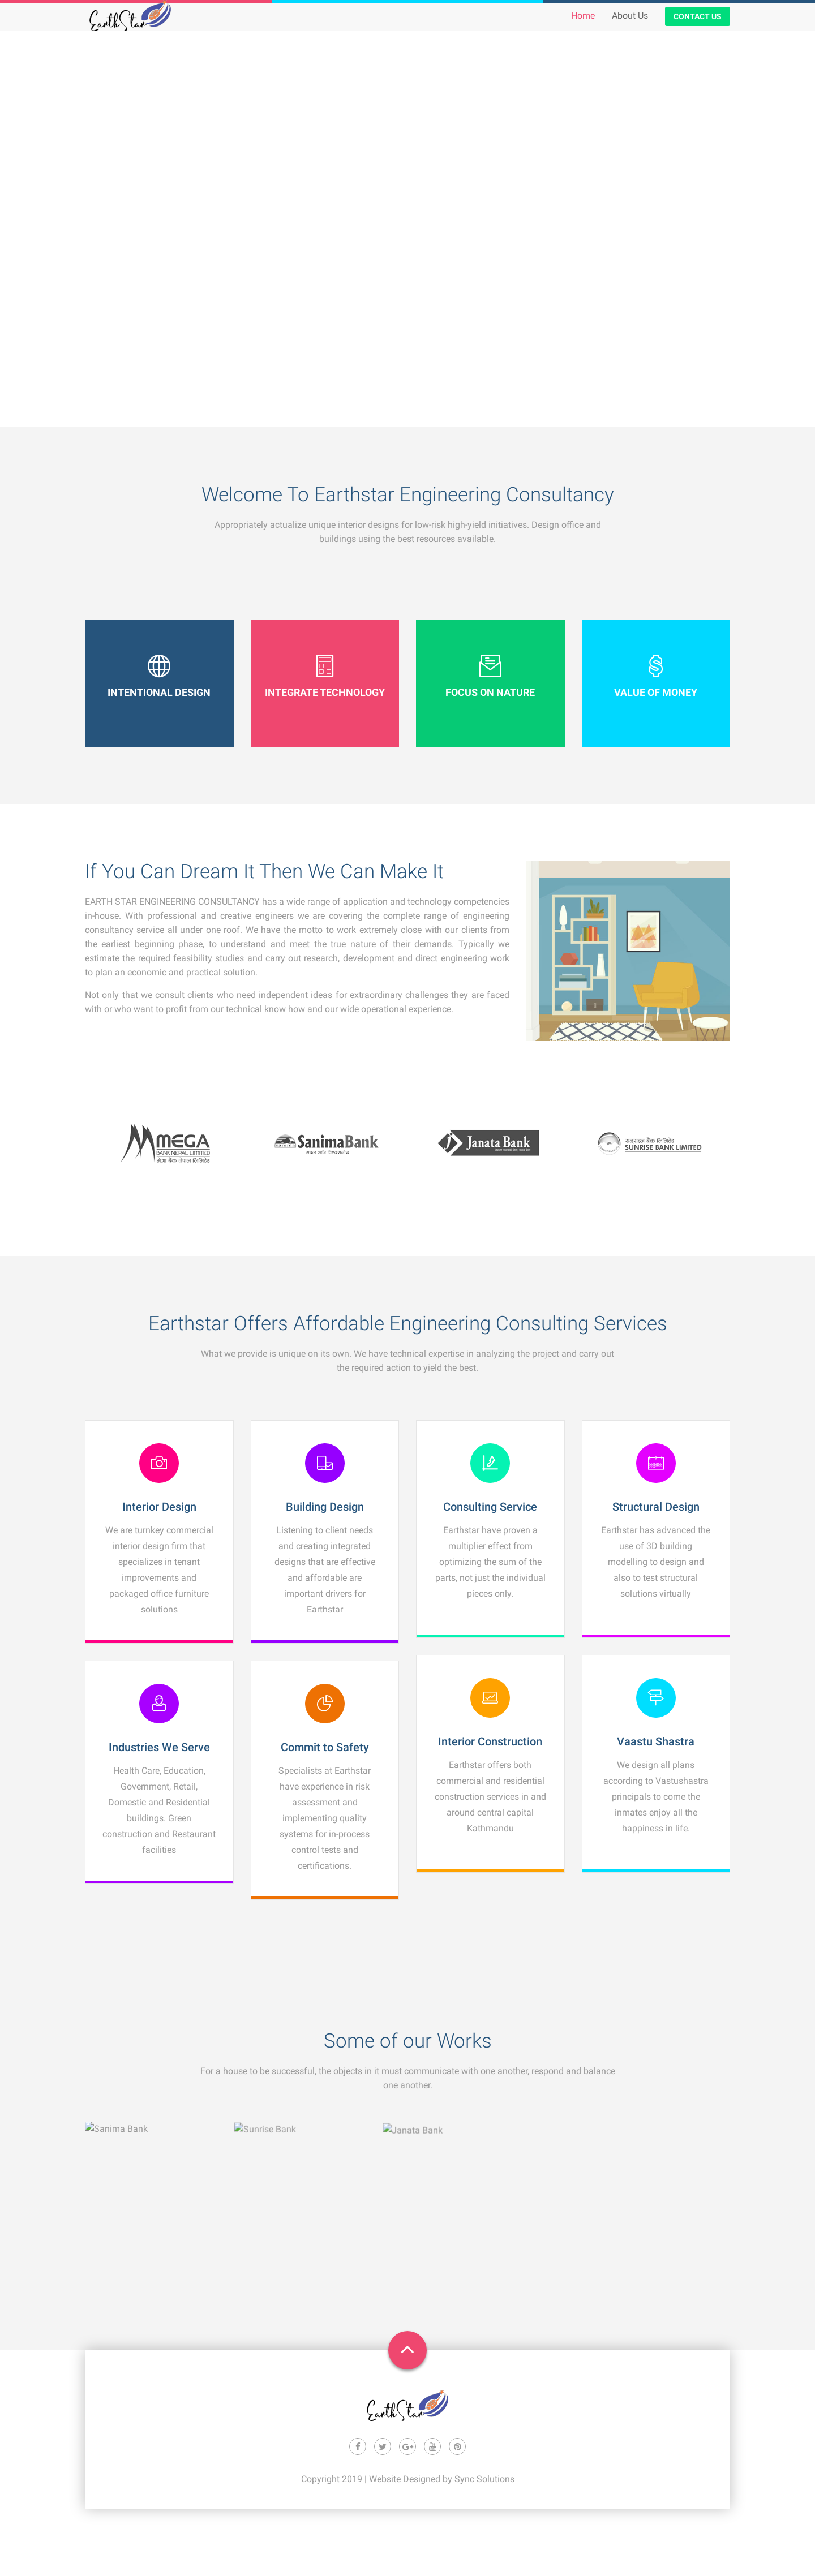 EarthStar
Home
About Us
CONTACT US
Welcome To Earthstar Engineering Consultancy
Appropriately actualize unique interior designs for low-risk high-yield initiatives. Design office and
buildings using the best resources available.
INTENTIONAL DESIGN
INTEGRATE TECHNOLOGY
FOCUS ON NATURE
VALUE OF MONEY
If You Can Dream It Then We Can Make It
EARTH STAR ENGINEERING CONSULTANCY has a wide range of application and technology competencies
in-house. With professional and creative engineers we are covering the complete range of engineering
consultancy service all under one roof. We have the motto to work extremely close with our clients from
the earliest beginning phase, to understand and meet the true nature of their demands. Typically we
estimate the required feasibility studies and carry out research, development and direct engineering work
to plan an economic and practical solution.
Not only that we consult clients who need independent ideas for extraordinary challenges they are faced
with or who want to profit from our technical know how and our wide operational experience.
MEGA
BANK NEPAL LIMITED
मेगा बैंक नेपाल लिमिटेड
SanimaBank
Janata Bank
सनराइज बैंक लिमिटेड
SUNRISE BANK LIMITED
Earthstar Offers Affordable Engineering Consulting Services
What we provide is unique on its own. We have technical expertise in analyzing the project and carry out
the required action to yield the best.
Interior Design
We are turnkey commercial
interior design firm that
specializes in tenant
improvements and
packaged office furniture
solutions
Building Design
Listening to client needs
and creating integrated
designs that are effective
and affordable are
important drivers for
Earthstar
Consulting Service
Earthstar have proven a
multiplier effect from
optimizing the sum of the
parts, not just the individual
pieces only.
Structural Design
Earthstar has advanced the
use of 3D building
modelling to design and
also to test structural
solutions virtually
Industries We Serve
Health Care, Education,
Government, Retail,
Domestic and Residential
buildings. Green
construction and Restaurant
facilities
Commit to Safety
Specialists at Earthstar
have experience in risk
assessment and
implementing quality
systems for in-process
control tests and
certifications.
Interior Construction
Earthstar offers both
commercial and residential
construction services in and
around central capital
Kathmandu
Vaastu Shastra
We design all plans
according to Vastushastra
principals to come the
inmates enjoy all the
happiness in life.
Some of our Works
For a house to be successful, the objects in it must communicate with one another, respond and balance
one another.
Sanima Bank
Sunrise Bank
Janata Bank
EarthStar
Copyright 2019 | Website Designed by Sync Solutions